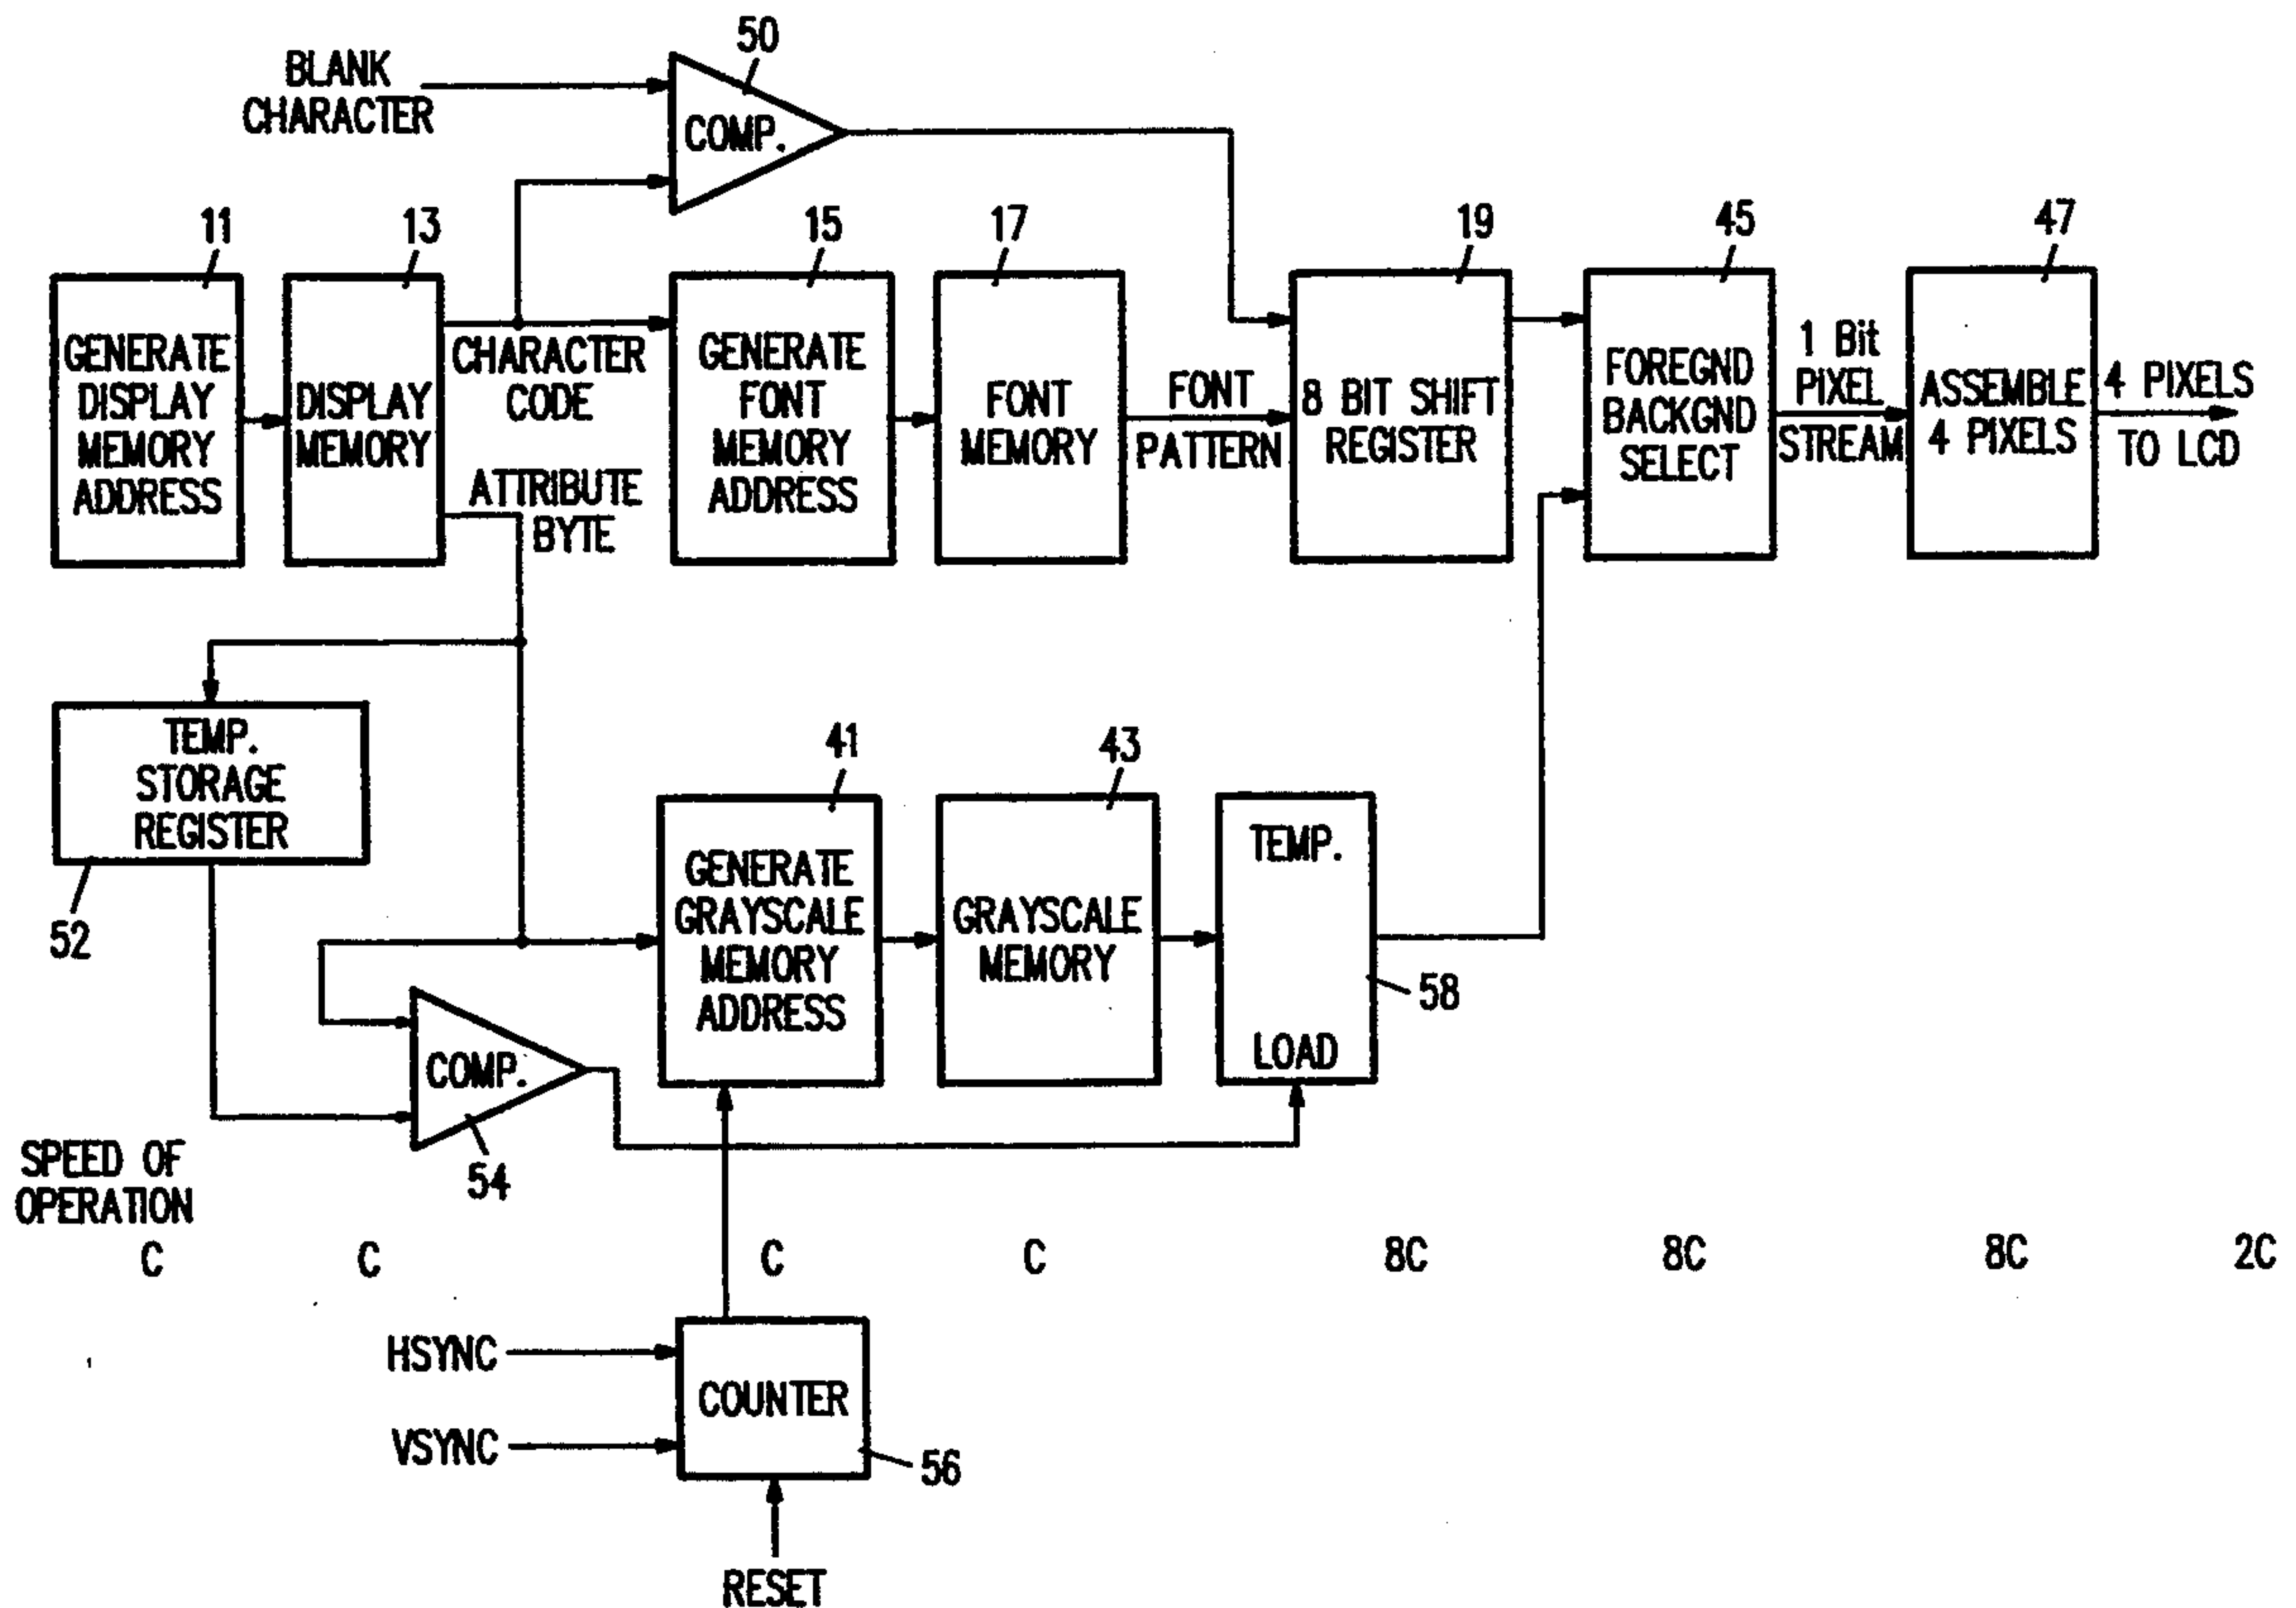 50
BLANK
CHARACTER
COMP.
11
13
15
17
19
45
47
GENERATE
DISPLAY
MEMORY
ADDRESS
DISPLAY
MEMORY
CHARACTER
CODE
ATTRIBUTE
BYTE
GENERATE
FONT
MEMORY
ADDRESS
FONT
MEMORY
FONT
PATTERN
8 BIT SHIFT
REGISTER
FOREGND
BACKGND
SELECT
1 Bit
PIXEL
STREAM
ASSEMBLE
4 PIXELS
4 PIXELS
TO LCD
TEMP.
STORAGE
REGISTER
52
41
43
GENERATE
GRAYSCALE
MEMORY
ADDRESS
GRAYSCALE
MEMORY
TEMP.
LOAD
58
COMP.
54
SPEED OF
OPERATION
C C C C 8C 8C 8C 2C
HSYNC
VSYNC
COUNTER
56
RESET